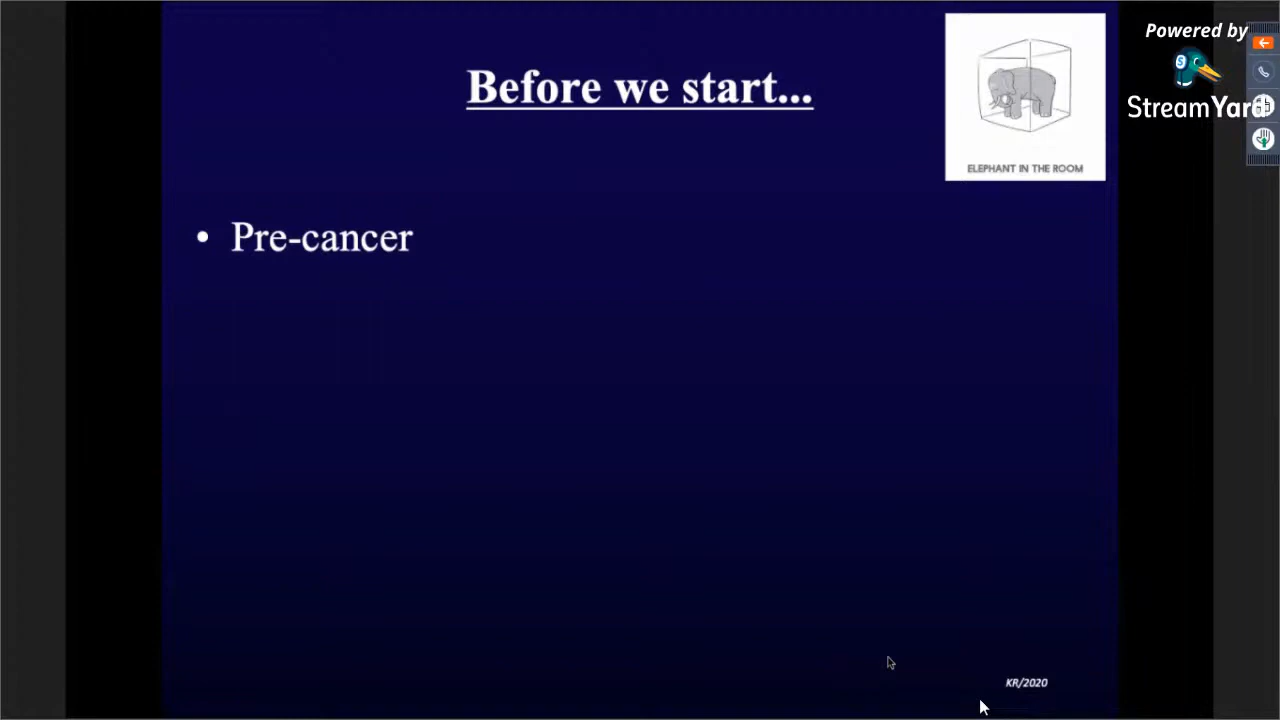 Before we start...
ELEPHANT IN THE ROOM
Powered by
StreamYard
• Pre-cancer
KR/2020